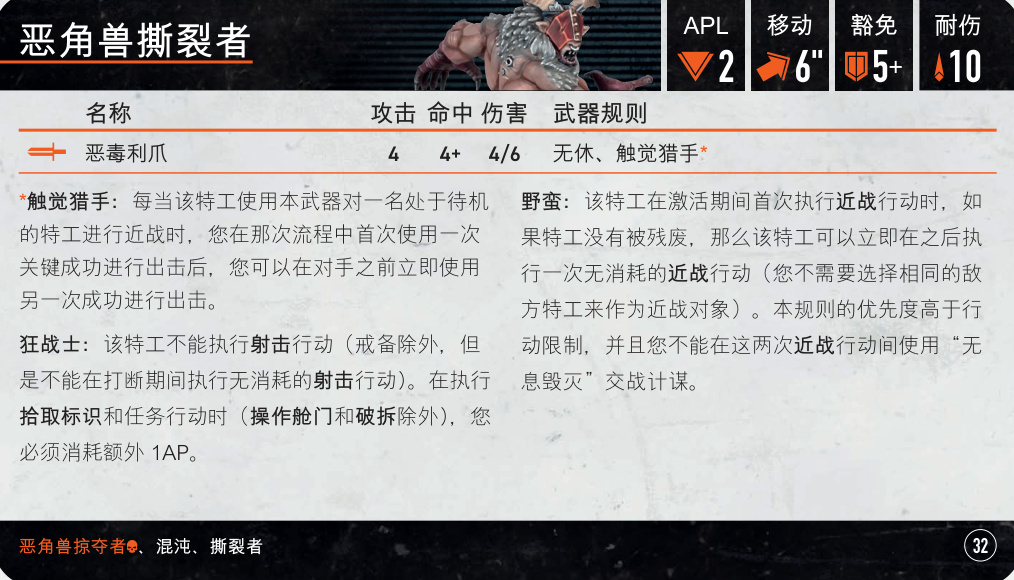 恶角兽撕裂者
APL 移动 豁免 耐伤
2 6" 5+ 10
名称 攻击 命中 伤害 武器规则
恶毒利爪 4 4+ 4/6 无休、触觉猎手*
*触觉猎手：每当该特工使用本武器对一名处于待机
的特工进行近战时，您在那次流程中首次使用一次
关键成功进行出击后，您可以在对手之前立即使用
另一次成功进行出击。
狂战士：该特工不能执行射击行动（戒备除外，但
是不能在打断期间执行无消耗的射击行动）。在执行
拾取标识和任务行动时（操作舱门和破拆除外），您
必须消耗额外 1AP。
野蛮：该特工在激活期间首次执行近战行动时，如
果特工没有被残废，那么该特工可以立即在之后执
行一次无消耗的近战行动（您不需要选择相同的敌
方特工来作为近战对象）。本规则的优先度高于行
动限制，并且您不能在这两次近战行动间使用“无
息毁灭”交战计谋。
恶角兽掠夺者、混沌、撕裂者
32